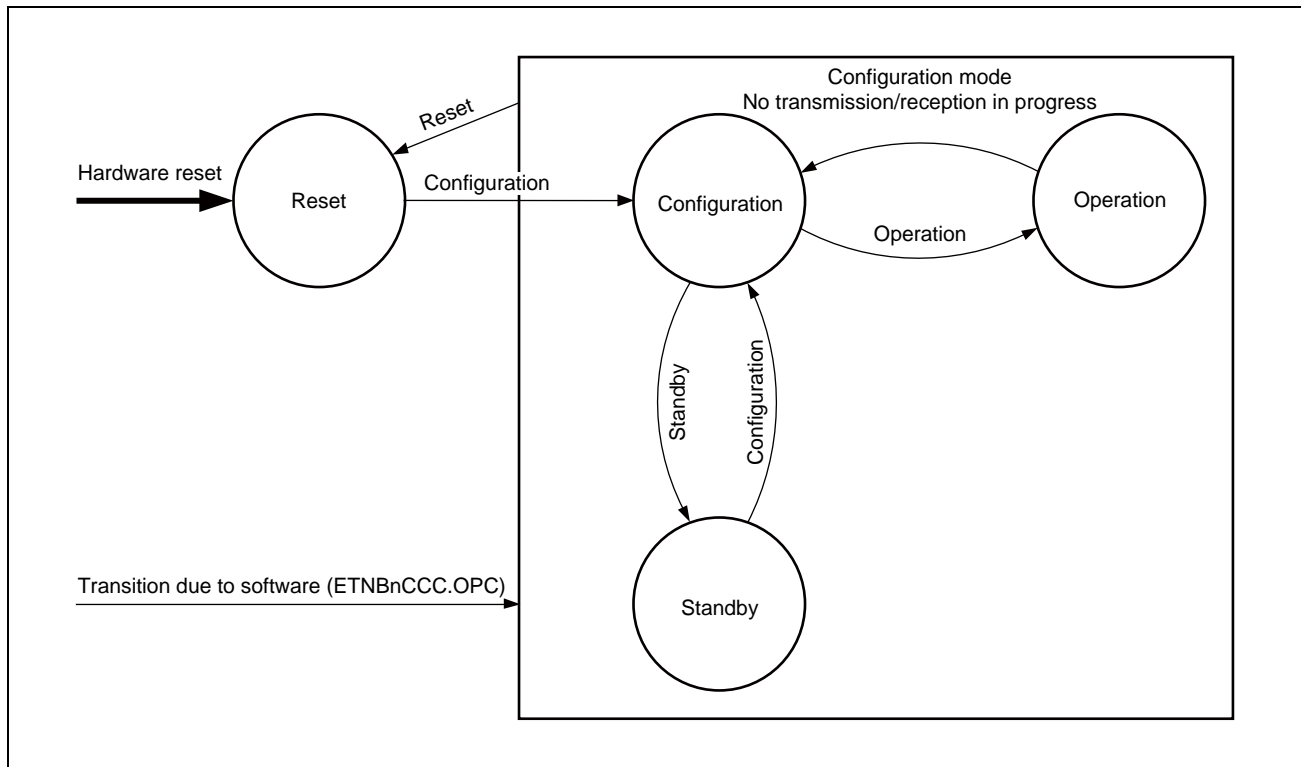 Configuration mode
No transmission/reception in progress
Reset
Hardware reset
Configuration
Reset
Configuration
Operation
Operation
Standby
Configuration
Transition due to software (ETNBnCCC.OPC)
Standby